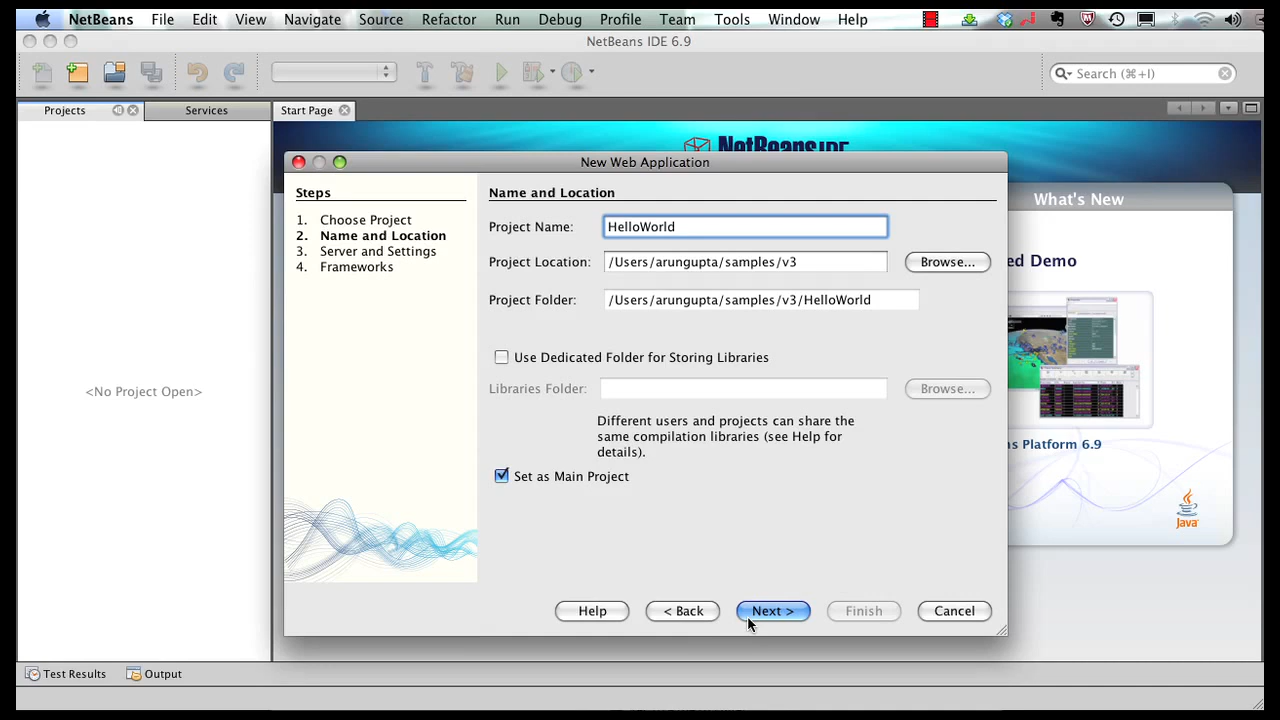 NetBeans File Edit View Navigate Source Refactor Run Debug Profile Team Tools Window Help
NetBeans IDE 6.9
Search (⌘+I)
Projects Services Start Page
NetBeans IDE
New Web Application
Steps
1. Choose Project
2. Name and Location
3. Server and Settings
4. Frameworks
Name and Location
Project Name: HelloWorld
Project Location: /Users/arungupta/samples/v3 Browse...
Project Folder: /Users/arungupta/samples/v3/HelloWorld
Use Dedicated Folder for Storing Libraries
Libraries Folder: Browse...
Different users and projects can share the
same compilation libraries (see Help for
details).
Set as Main Project
Help < Back Next > Finish Cancel
<No Project Open>
What's New
ed Demo
ns Platform 6.9
Java
Test Results Output